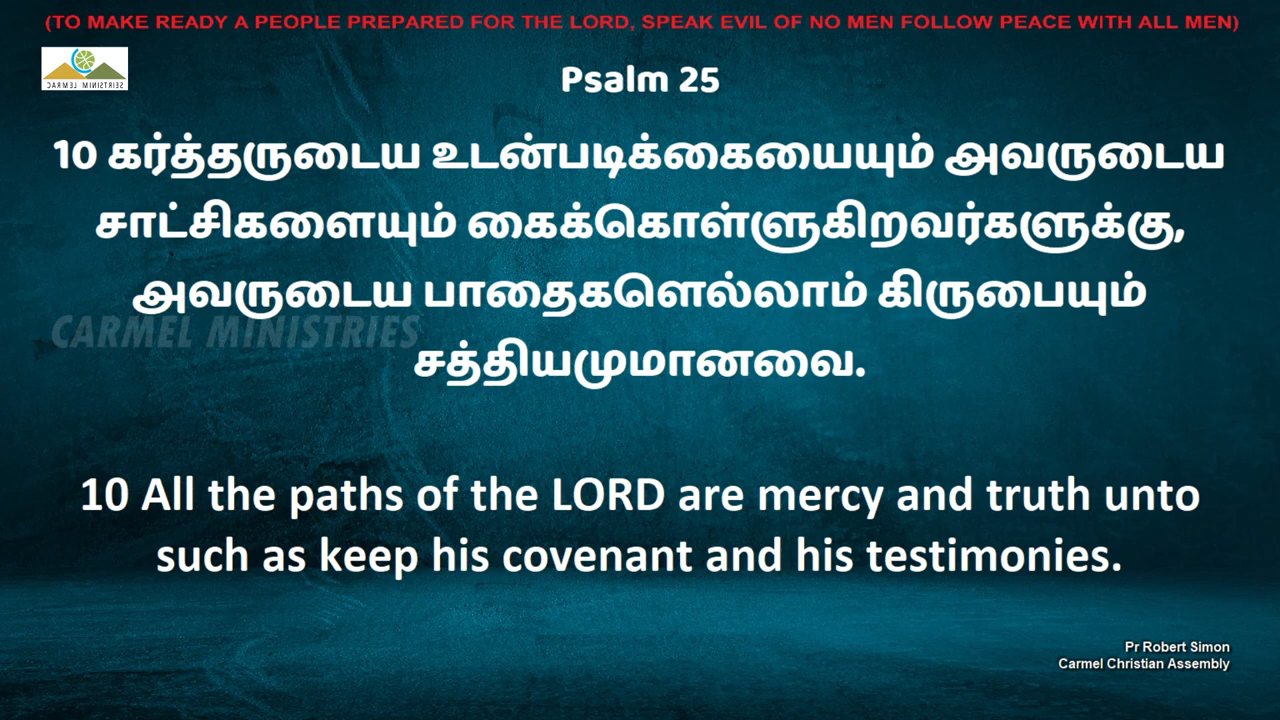 (TO MAKE READY A PEOPLE PREPARED FOR THE LORD, SPEAK EVIL OF NO MEN FOLLOW PEACE WITH ALL MEN)
CARMEL MINISTRIES
Psalm 25
10 கர்த்தருடைய உடன்படிக்கையையும் அவருடைய
சாட்சிகளையும் கைக்கொள்ளுகிறவர்களுக்கு,
அவருடைய பாதைகளெல்லாம் கிருபையும்
CARMEL MINISTRIES
சத்தியமுமானவை.
10 All the paths of the LORD are mercy and truth unto
such as keep his covenant and his testimonies.
Pr Robert Simon
Carmel Christian Assembly